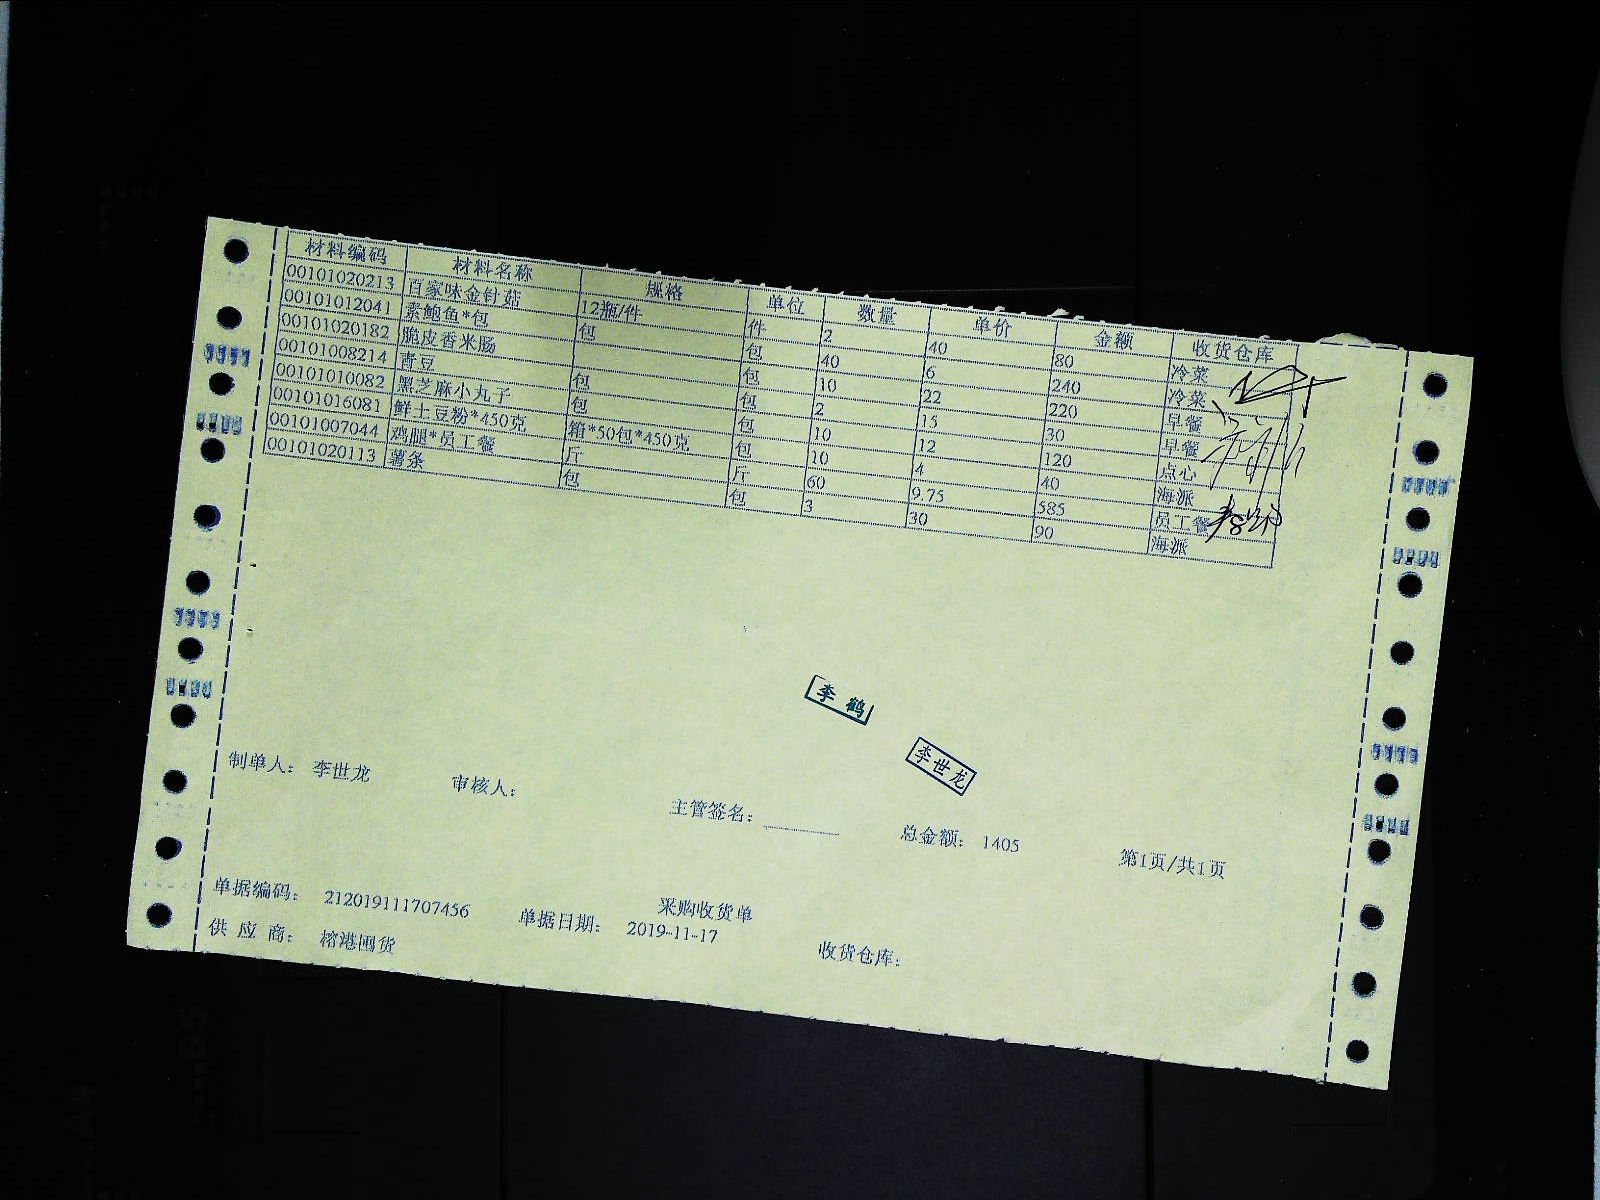 材料编码 材料名称 规格 单位 数量 单价 金额 收货仓库
00101020213 百家味金针菇 12瓶/件 件 2 40 80 冷菜
00101012041 素鲍鱼*包 包 包 40 6 240 冷菜
00101020182 脆皮香米肠 包 10 22 220 早餐
00101008214 青豆 包 包 2 15 30 早餐
00101010082 黑芝麻小丸子 包 包 10 12 120 点心
00101016081 鲜土豆粉*450克 箱*50包*450克 包 10 4 40 海派
00101007044 鸡腿*员工餐 斤 斤 60 9.75 585 员工餐
00101020113 薯条 包 包 3 30 90 海派
李鹤
李世龙
制单人： 李世龙 审核人： 主管签名： 总金额： 1405 第1页/共1页
采购收货单
单据编码： 212019111707456 单据日期： 2019-11-17 收货仓库：
供应商： 榕港囤货